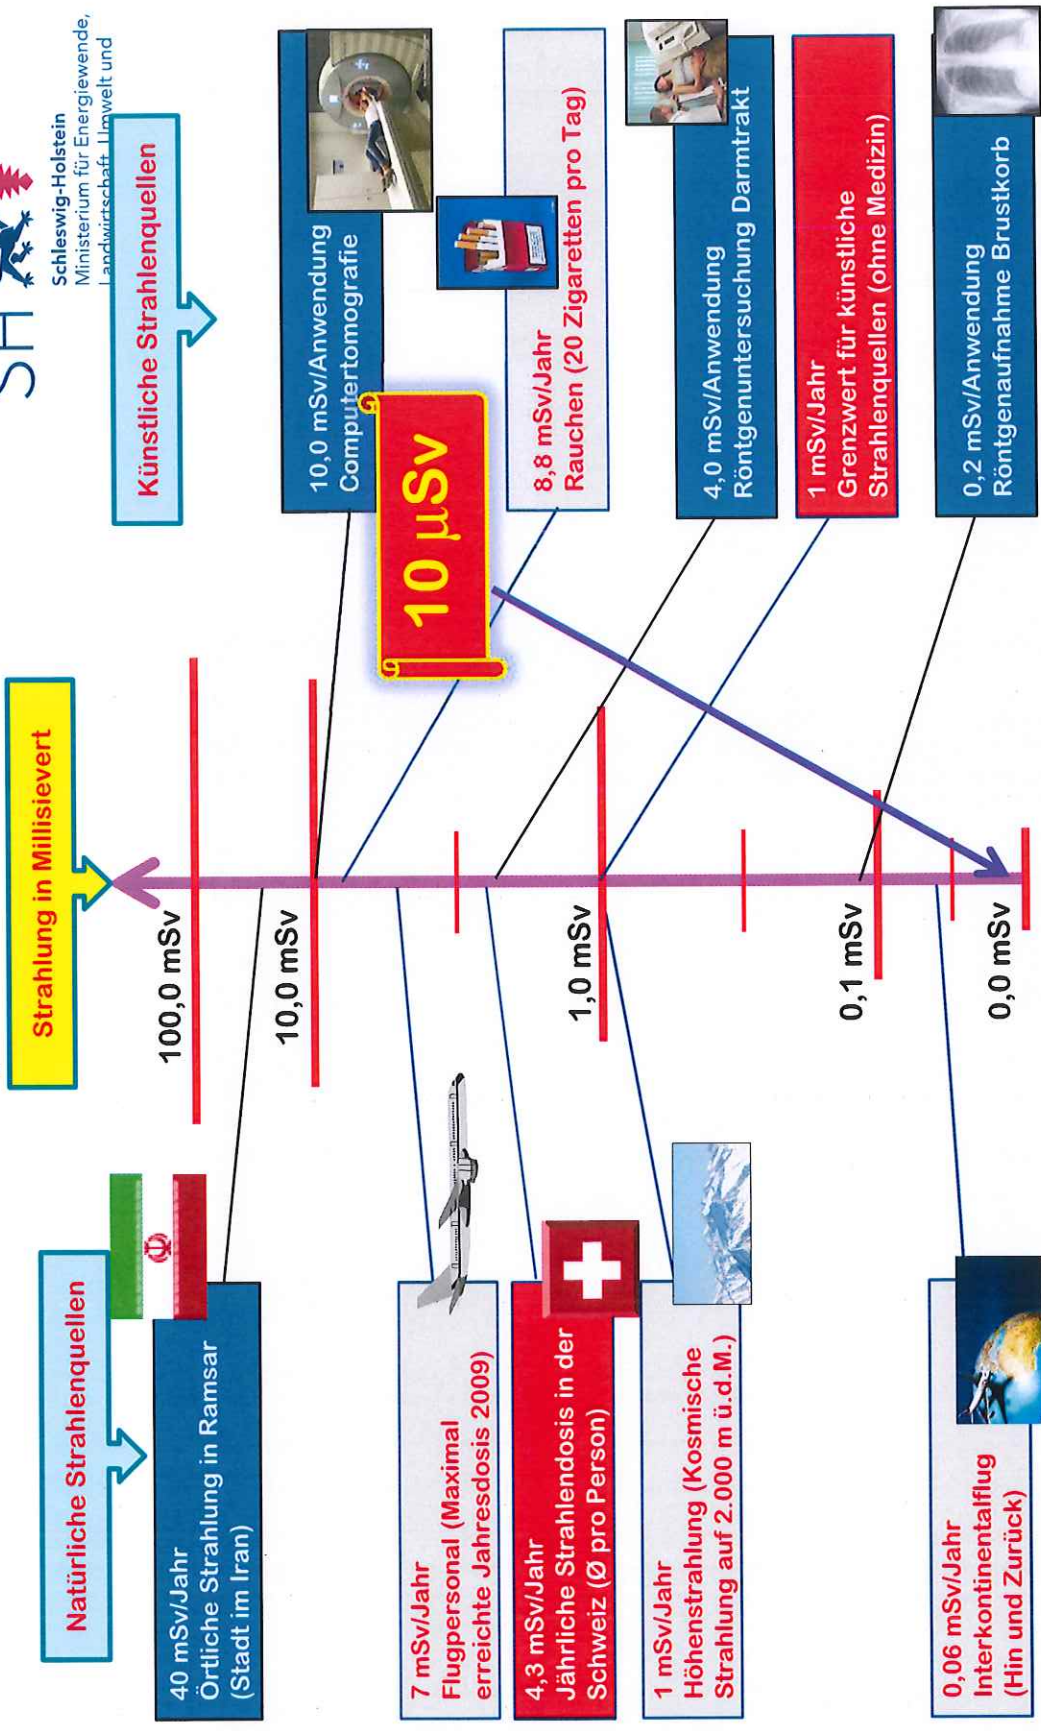 SH
Schleswig-Holstein
Ministerium für Energiewende,
Landwirtschaft, Umwelt und
Natürliche Strahlenquellen
Strahlung in Millisievert
Künstliche Strahlenquellen
40 mSv/Jahr
Örtliche Strahlung in Ramsar
(Stadt im Iran)
7 mSv/Jahr
Flugpersonal (Maximal
erreichte Jahresdosis 2009)
4,3 mSv/Jahr
Jährliche Strahlendosis in der
Schweiz (Ø pro Person)
1 mSv/Jahr
Höhenstrahlung (Kosmische
Strahlung auf 2.000 m ü.d.M.)
0,06 mSv/Jahr
Interkontinentalflug
(Hin und Zurück)
100,0 mSv
10,0 mSv
1,0 mSv
0,1 mSv
0,0 mSv
10,0 mSv/Anwendung
Computertomografie
10 µSv
8,8 mSv/Jahr
Rauchen (20 Zigaretten pro Tag)
4,0 mSv/Anwendung
Röntgenuntersuchung Darmtrakt
1 mSv/Jahr
Grenzwert für künstliche
Strahlenquellen (ohne Medizin)
0,2 mSv/Anwendung
Röntgenaufnahme Brustkorb